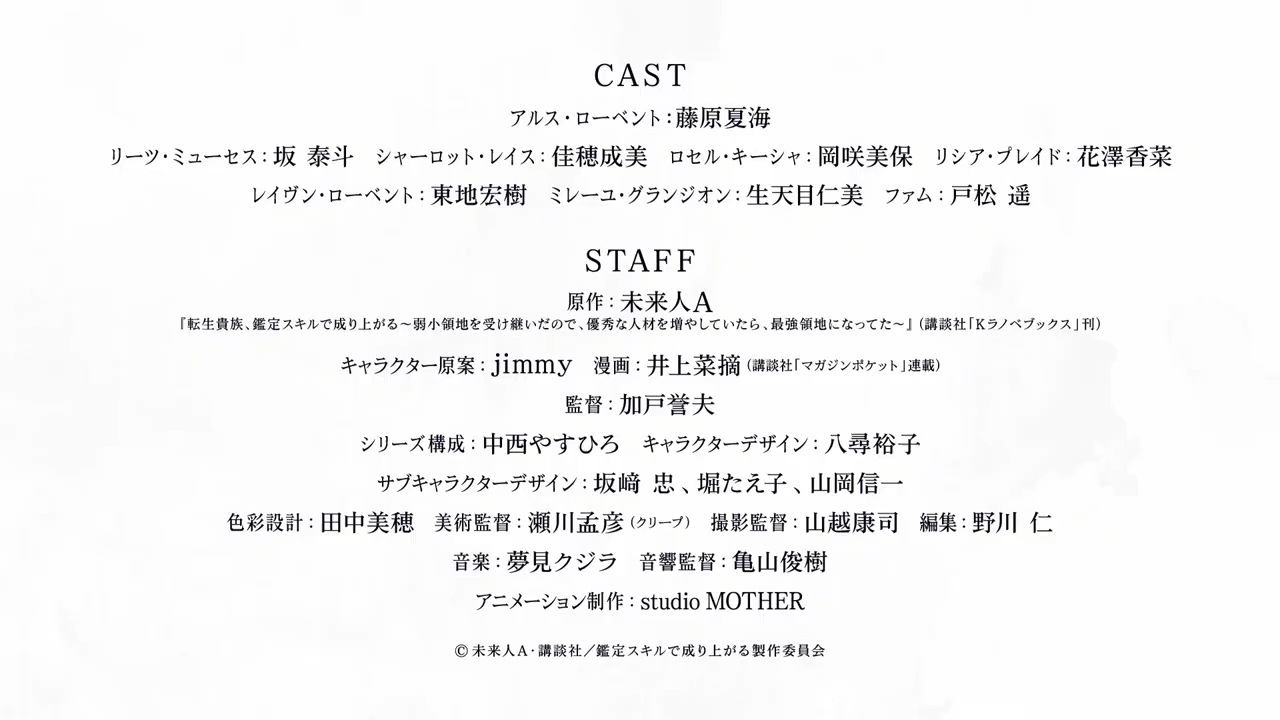 CAST
アルス・ローベント：藤原夏海
リーツ・ミューセス：坂 泰斗　シャーロット・レイス：佳穂成美　ロセル・キーシャ：岡咲美保　リシア・プレイド：花澤香菜
レイヴン・ローベント：東地宏樹　ミレーユ・グランジオン：生天目仁美　ファム：戸松 遥
STAFF
原作：未来人A
『転生貴族、鑑定スキルで成り上がる～弱小領地を受け継いだので、優秀な人材を増やしていたら、最強領地になってた～』（講談社「Kラノベブックス」刊）
キャラクター原案：jimmy　漫画：井上菜摘（講談社「マガジンポケット」連載）
監督：加戸誉夫
シリーズ構成：中西やすひろ　キャラクターデザイン：八尋裕子
サブキャラクターデザイン：坂﨑 忠、堀たえ子、山岡信一
色彩設計：田中美穂　美術監督：瀬川孟彦（クリープ）　撮影監督：山越康司　編集：野川 仁
音楽：夢見クジラ　音響監督：亀山俊樹
アニメーション制作：studio MOTHER
©未来人A・講談社／鑑定スキルで成り上がる製作委員会